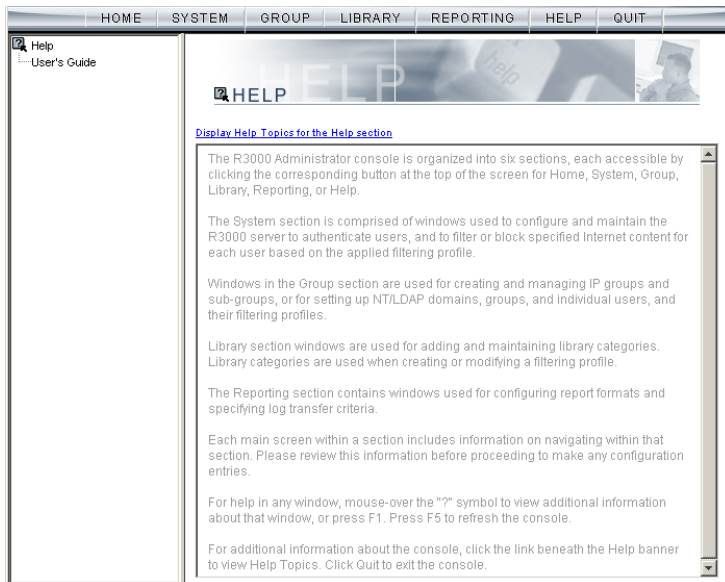 HOME SYSTEM GROUP LIBRARY REPORTING HELP QUIT
Help
User's Guide
HELP
help
HELP
Display Help Topics for the Help section
The R3000 Administrator console is organized into six sections, each accessible by
clicking the corresponding button at the top of the screen for Home, System, Group,
Library, Reporting, or Help.
The System section is comprised of windows used to configure and maintain the
R3000 server to authenticate users, and to filter or block specified Internet content for
each user based on the applied filtering profile.
Windows in the Group section are used for creating and managing IP groups and
sub-groups, or for setting up NT/LDAP domains, groups, and individual users, and
their filtering profiles.
Library section windows are used for adding and maintaining library categories.
Library categories are used when creating or modifying a filtering profile.
The Reporting section contains windows used for configuring report formats and
specifying log transfer criteria.
Each main screen within a section includes information on navigating within that
section. Please review this information before proceeding to make any configuration
entries.
For help in any window, mouse-over the "?" symbol to view additional information
about that window, or press F1. Press F5 to refresh the console.
For additional information about the console, click the link beneath the Help banner
to view Help Topics. Click Quit to exit the console.